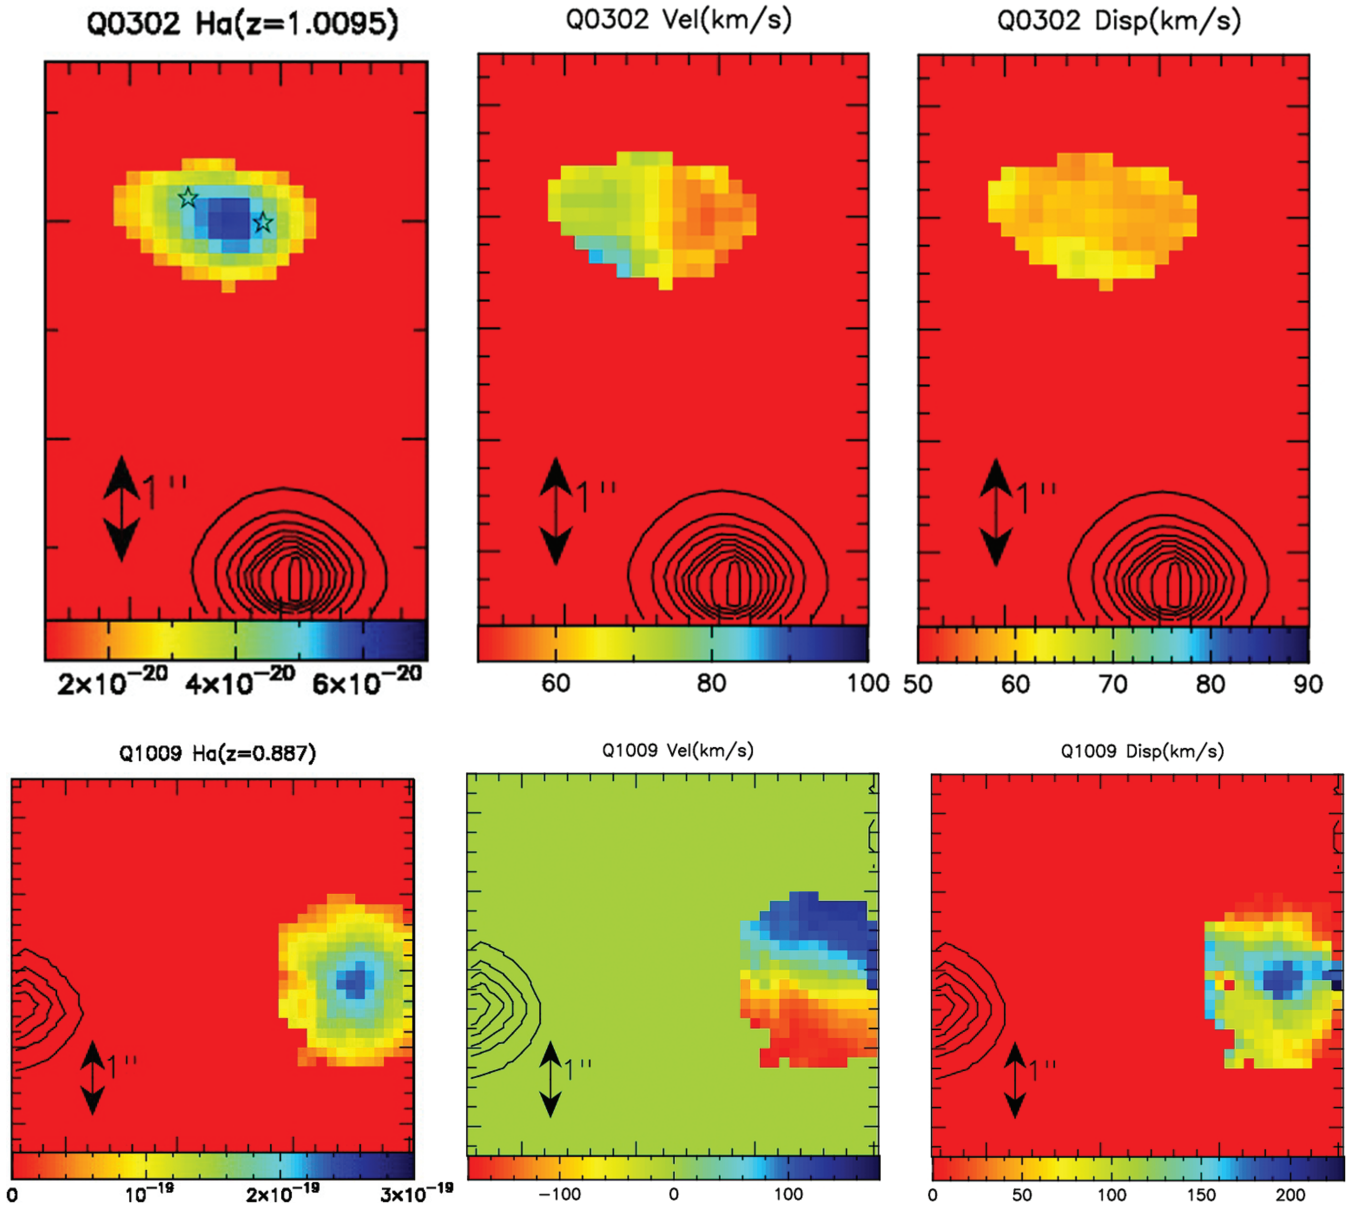 Q0302 Ha(z=1.0095)
Q0302 Vel(km/s)
Q0302 Disp(km/s)
1"
1"
1"
2×10⁻²⁰ 4×10⁻²⁰ 6×10⁻²⁰
60 80 100
50 60 70 80 90
Q1009 Ha(z=0.887)
Q1009 Vel(km/s)
Q1009 Disp(km/s)
1"
1"
1"
0 10⁻¹⁹ 2×10⁻¹⁹ 3×10⁻¹⁹
−100 0 100
0 50 100 150 200